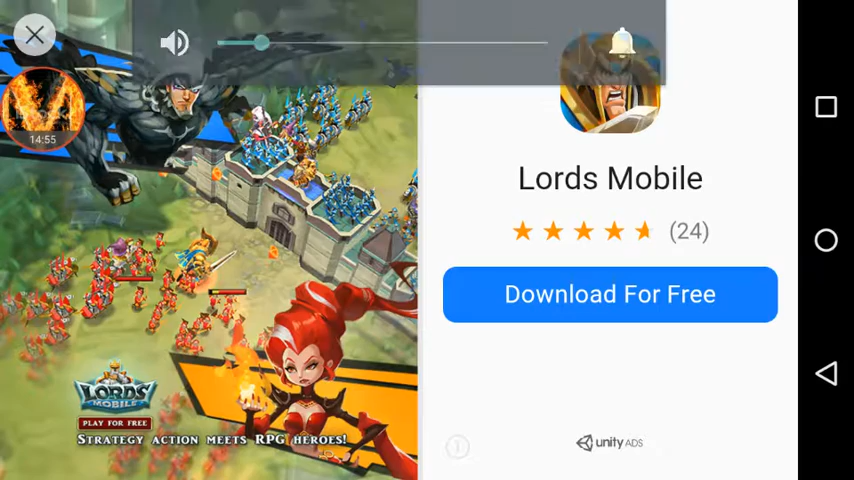 14:55
LORDS
MOBILE
PLAY FOR FREE
STRATEGY ACTION MEETS RPG HEROES!
Lords Mobile
(24)
Download For Free
unity ADS